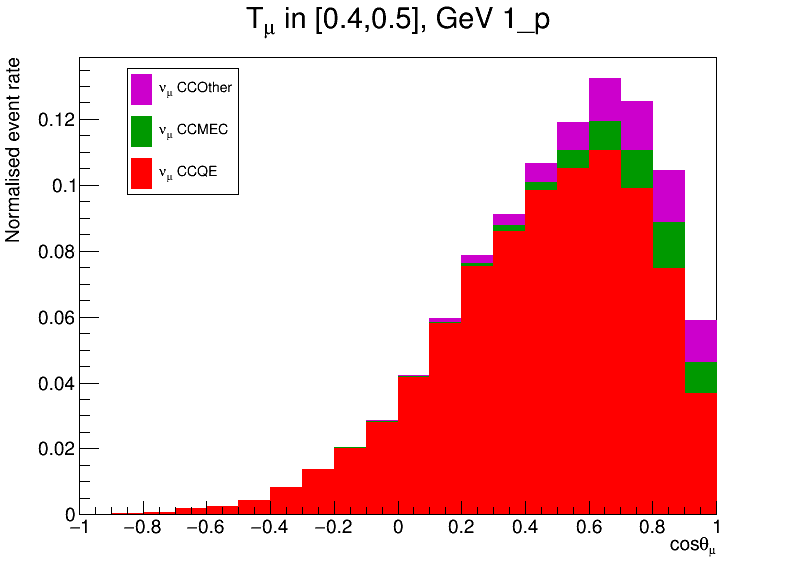 Tμ in [0.4,0.5], GeV 1_p
Normalised event rate
νμ CCOther
νμ CCMEC
νμ CCQE
0.12
0.1
0.08
0.06
0.04
0.02
0
−1 −0.8 −0.6 −0.4 −0.2 0 0.2 0.4 0.6 0.8 1
cosθμ